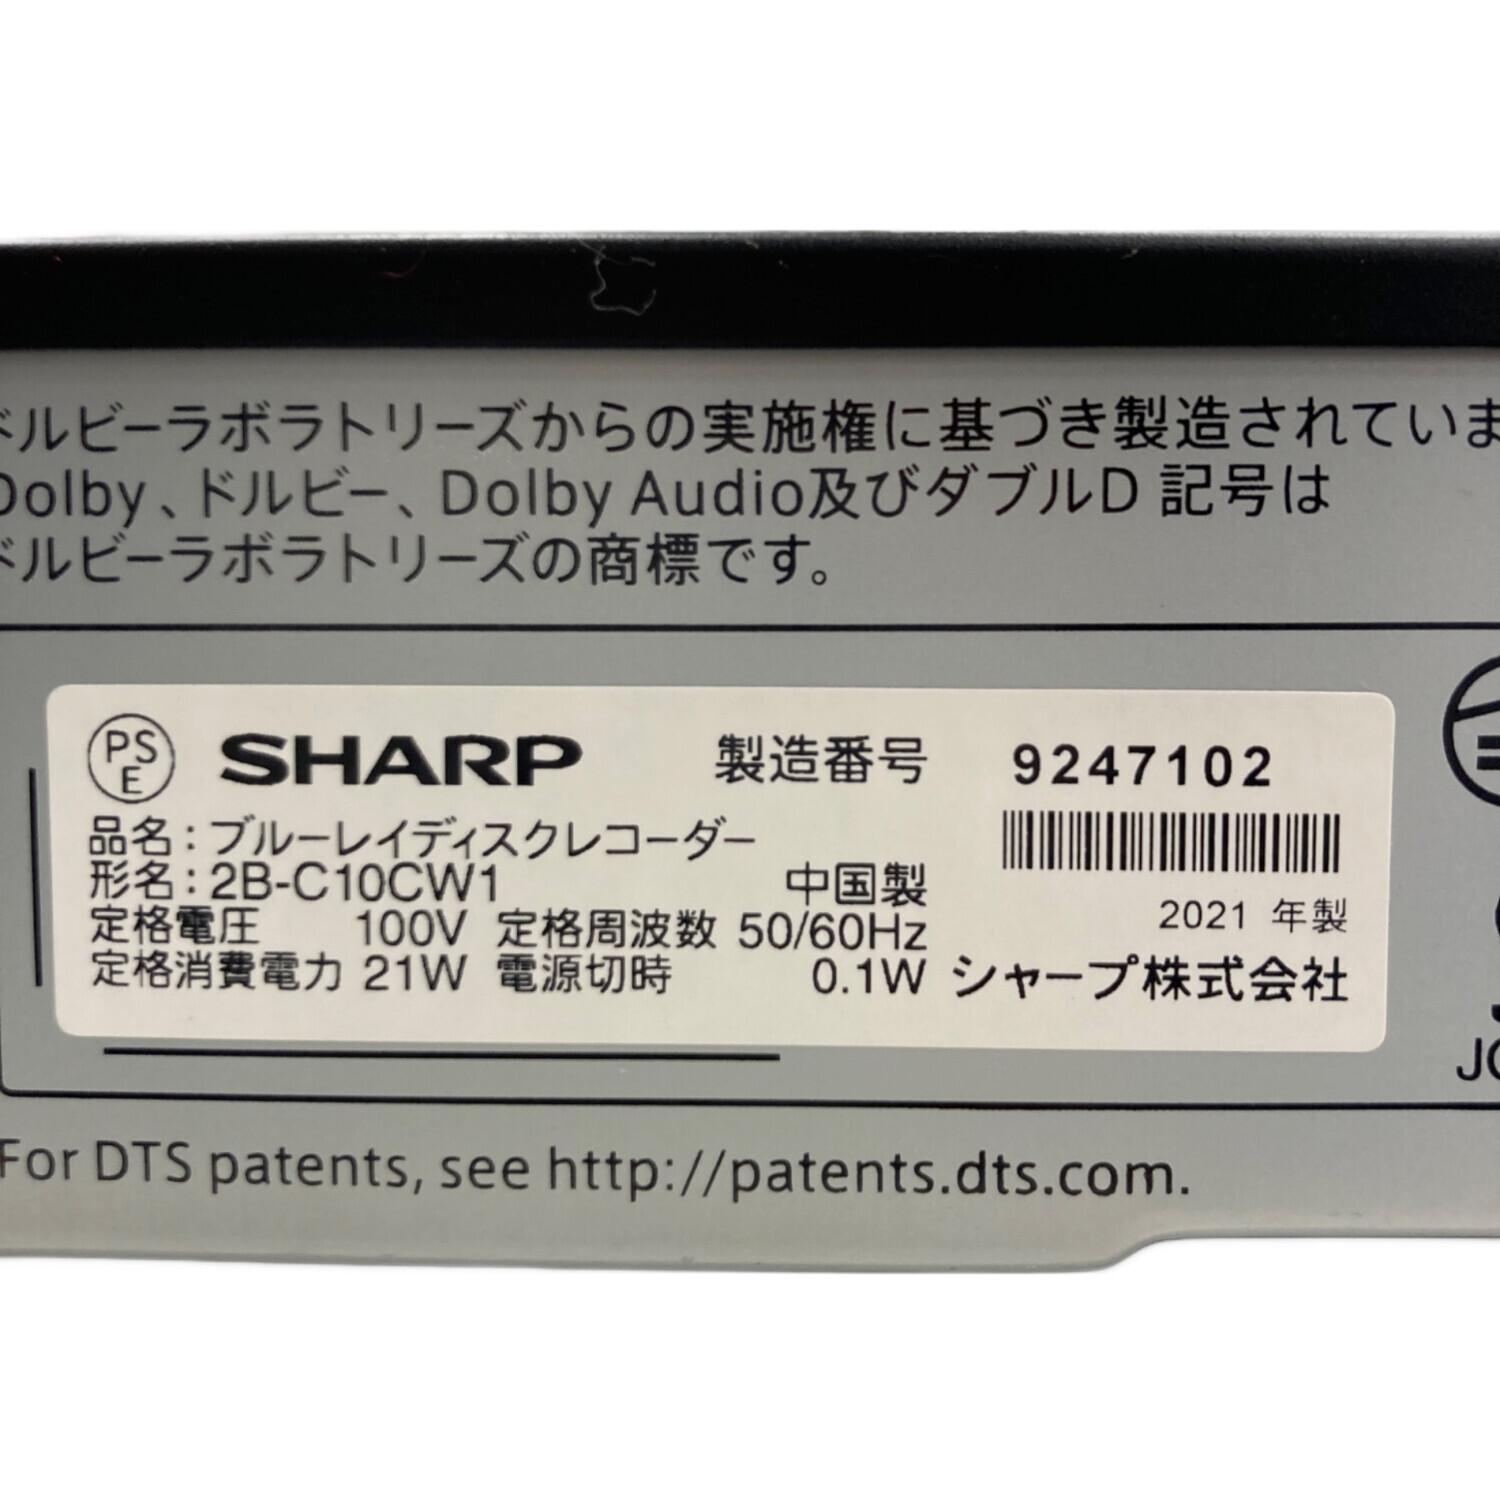 ドルビーラボラトリーズからの実施権に基づき製造されていま
Dolby、ドルビー、Dolby Audio及びダブルD 記号は
ドルビーラボラトリーズの商標です。
PS
E
SHARP 製造番号 9247102
品名:ブルーレイディスクレコーダー
形名:2B-C10CW1 中国製
2021 年製
定格電圧 100V 定格周波数 50/60Hz
定格消費電力 21W 電源切時 0.1W シャープ株式会社
For DTS patents, see http://patents.dts.com.